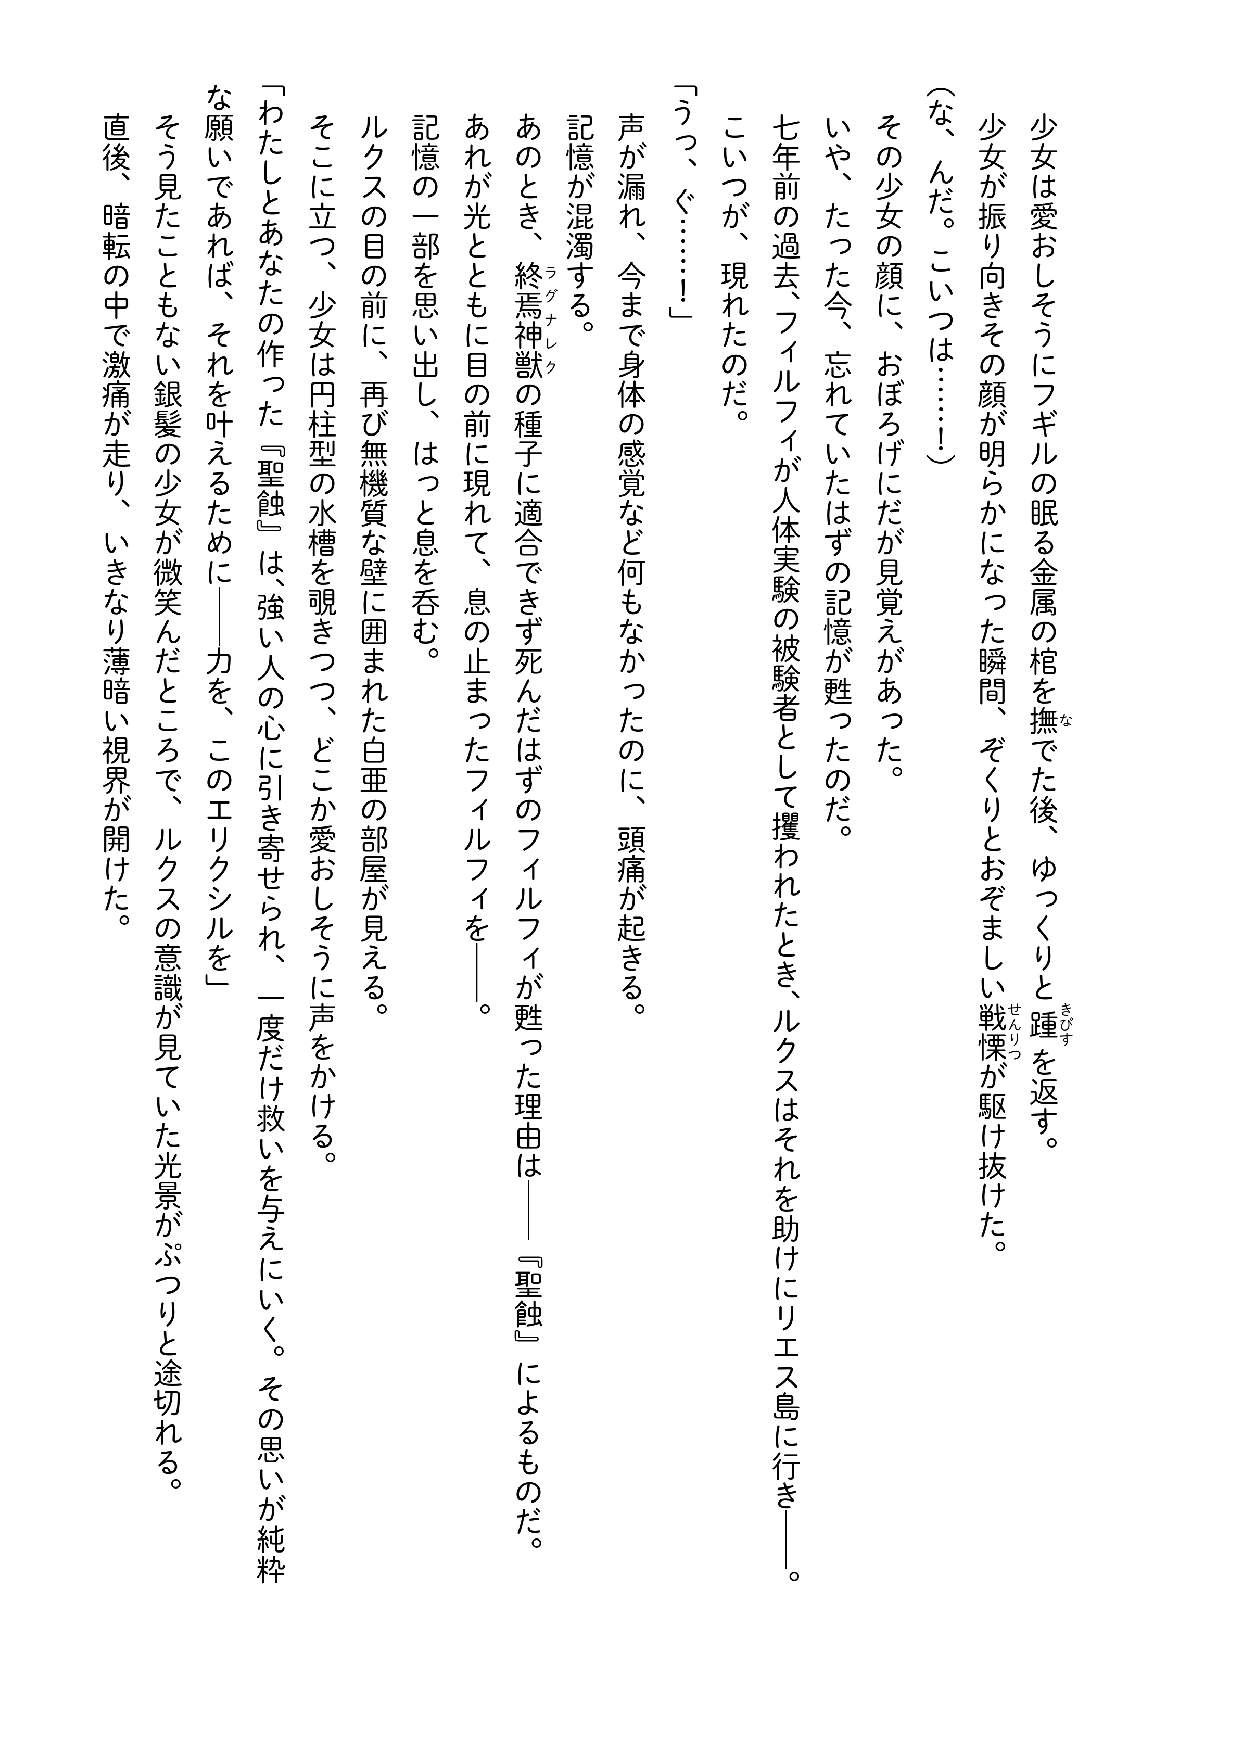 少女は愛おしそうにフギルの眠る金属の棺を撫でた後、ゆっくりと踵を返す。
少女が振り向きその顔が明らかになった瞬間、ぞくりとおぞましい戦慄が駆け抜けた。
(な、んだ。こいつは……！)
その少女の顔に、おぼろげにだが見覚えがあった。
いや、たった今、忘れていたはずの記憶が甦ったのだ。
七年前の過去、フィルフィが人体実験の被験者として攫われたとき、ルクスはそれを助けにリエス島に行き――。
こいつが、現れたのだ。
「うっ、ぐ……！」
声が漏れ、今まで身体の感覚など何もなかったのに、頭痛が起きる。
記憶が混濁する。
あのとき、終焉神獣の種子に適合できず死んだはずのフィルフィが甦った理由は――『聖蝕』によるものだ。
あれが光とともに目の前に現れて、息の止まったフィルフィを――。
記憶の一部を思い出し、はっと息を呑む。
ルクスの目の前に、再び無機質な壁に囲まれた白亜の部屋が見える。
そこに立つ、少女は円柱型の水槽を覗きつつ、どこか愛おしそうに声をかける。
「わたしとあなたの作った『聖蝕』は、強い人の心に引き寄せられ、一度だけ救いを与えにいく。その思いが純粋
な願いであれば、それを叶えるために――力を、このエリクシルを」
そう見たこともない銀髪の少女が微笑んだところで、ルクスの意識が見ていた光景がぷつりと途切れる。
直後、暗転の中で激痛が走り、いきなり薄暗い視界が開けた。